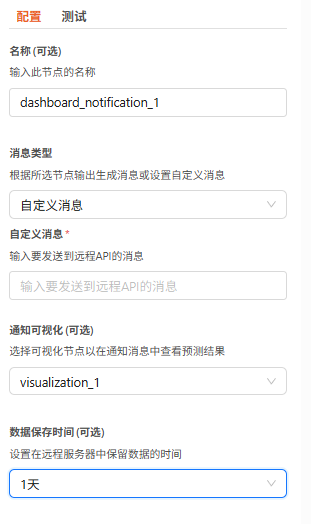 配置 测试
名称 (可选)
输入此节点的名称
dashboard_notification_1
消息类型
根据所选节点输出生成消息或设置自定义消息
自定义消息
自定义消息 *
输入要发送到远程API的消息
输入要发送到远程API的消息
通知可视化 (可选)
选择可视化节点以在通知消息中查看预测结果
visualization_1
数据保存时间 (可选)
设置在远程服务器中保留数据的时间
1天